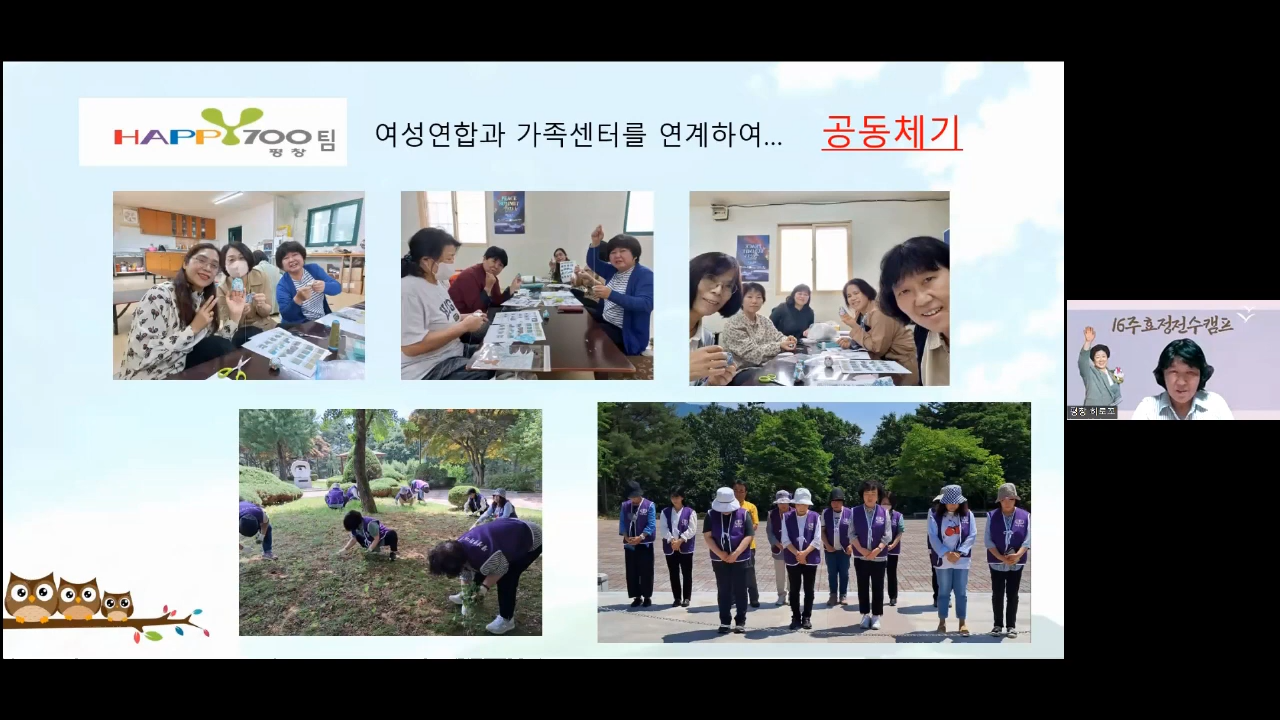 HAPPY700팀
평창
여성연합과 가족센터를 연계하여...
공동체기
16주효정전수캠프
평창 히로꼬